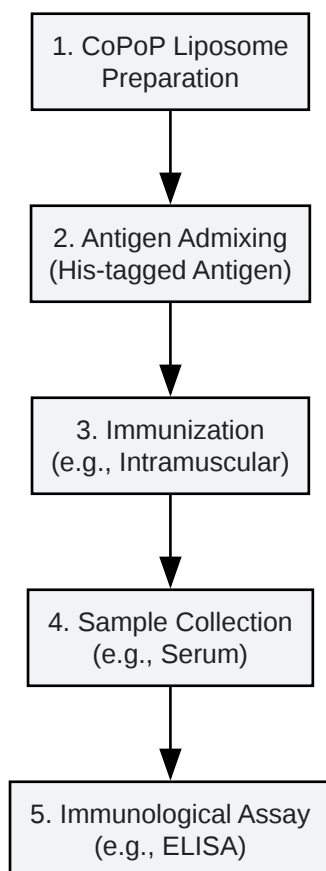 1. CoPoP Liposome
Preparation
2. Antigen Admixing
(His-tagged Antigen)
3. Immunization
(e.g., Intramuscular)
4. Sample Collection
(e.g., Serum)
5. Immunological Assay
(e.g., ELISA)